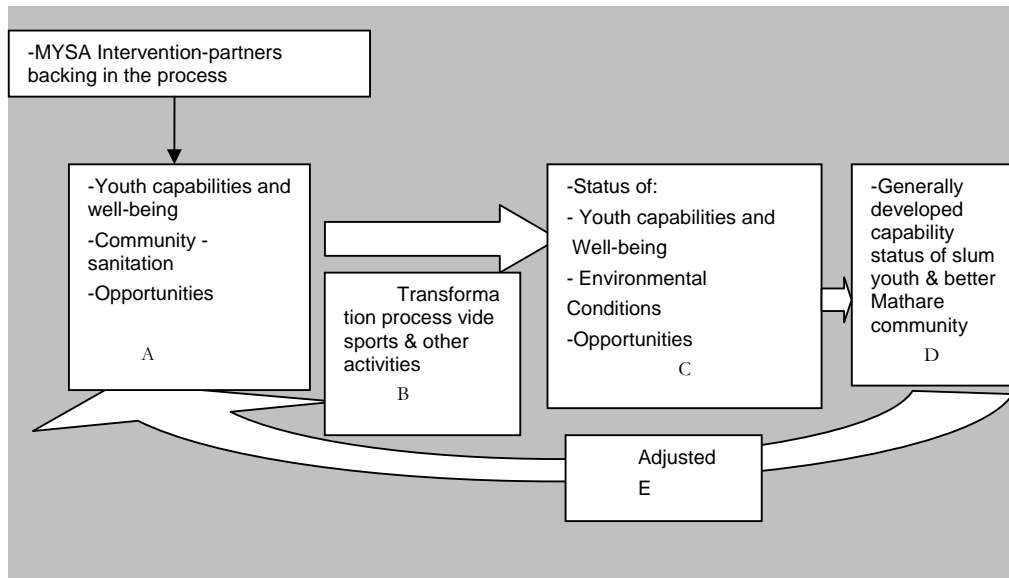 -MYSA Intervention-partners
backing in the process
-Youth capabilities and
well-being
-Community -
sanitation
-Opportunities
A
Transforma
tion process vide
sports & other
activities
B
-Status of:
- Youth capabilities and
Well-being
- Environmental
Conditions
-Opportunities
C
-Generally
developed
capability
status of slum
youth & better
Mathare
community
D
Adjusted
E